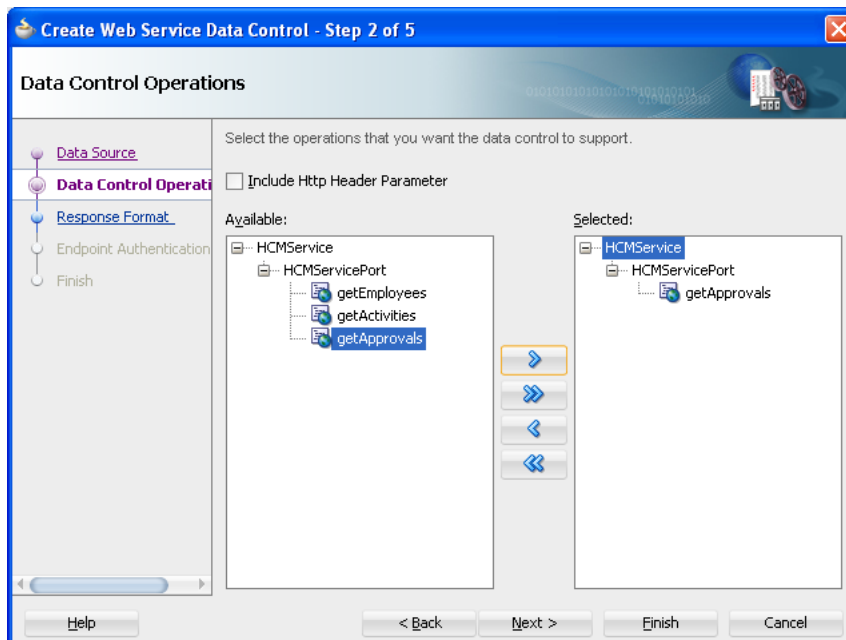 Create Web Service Data Control - Step 2 of 5
Data Control Operations
Select the operations that you want the data control to support.
Data Source
Data Control Operati
Response Format
Endpoint Authentication
Finish
Include Http Header Parameter
Available:
HCMService
HCMServicePort
getEmployees
getActivities
getApprovals
Selected:
HCMService
HCMServicePort
getApprovals
Help
< Back
Next >
Finish
Cancel